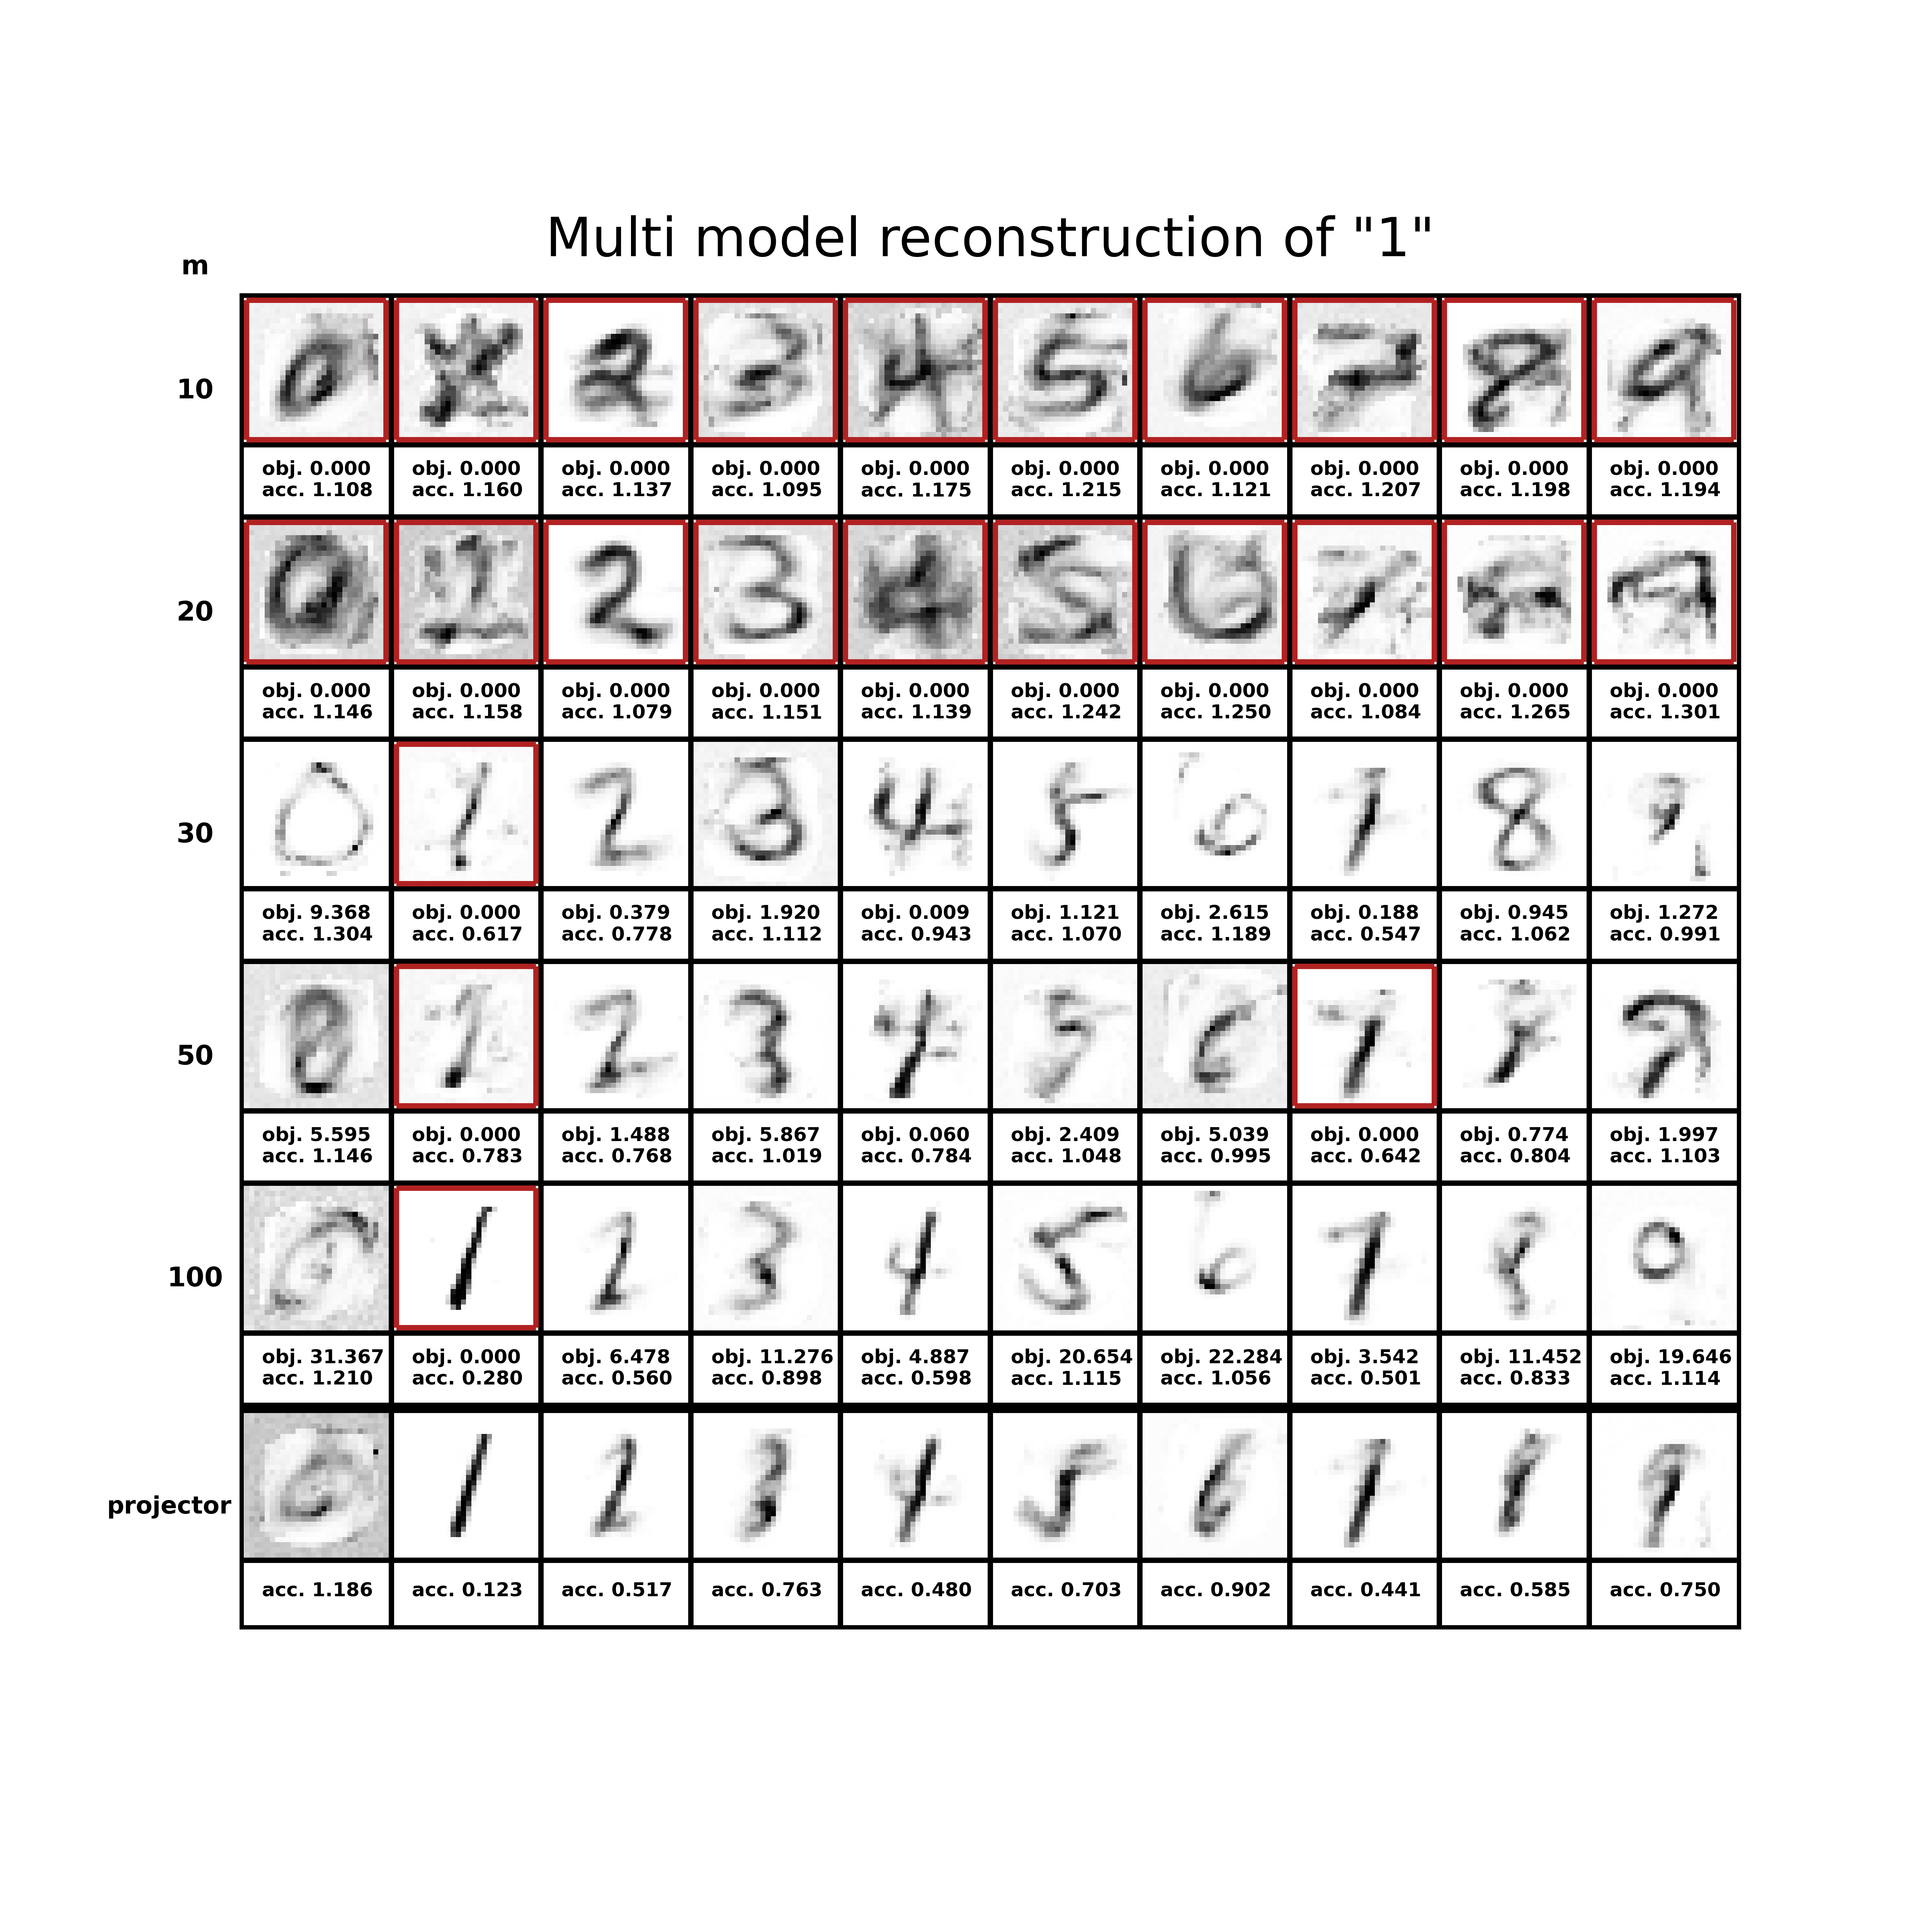 Multi model reconstruction of "1"
m
10
obj. 0.000 obj. 0.000 obj. 0.000 obj. 0.000 obj. 0.000 obj. 0.000 obj. 0.000 obj. 0.000 obj. 0.000 obj. 0.000
acc. 1.108 acc. 1.160 acc. 1.137 acc. 1.095 acc. 1.175 acc. 1.215 acc. 1.121 acc. 1.207 acc. 1.198 acc. 1.194
20
obj. 0.000 obj. 0.000 obj. 0.000 obj. 0.000 obj. 0.000 obj. 0.000 obj. 0.000 obj. 0.000 obj. 0.000 obj. 0.000
acc. 1.146 acc. 1.158 acc. 1.079 acc. 1.151 acc. 1.139 acc. 1.242 acc. 1.250 acc. 1.084 acc. 1.265 acc. 1.301
30
obj. 9.368 obj. 0.000 obj. 0.379 obj. 1.920 obj. 0.009 obj. 1.121 obj. 2.615 obj. 0.188 obj. 0.945 obj. 1.272
acc. 1.304 acc. 0.617 acc. 0.778 acc. 1.112 acc. 0.943 acc. 1.070 acc. 1.189 acc. 0.547 acc. 1.062 acc. 0.991
50
obj. 5.595 obj. 0.000 obj. 1.488 obj. 5.867 obj. 0.060 obj. 2.409 obj. 5.039 obj. 0.000 obj. 0.774 obj. 1.997
acc. 1.146 acc. 0.783 acc. 0.768 acc. 1.019 acc. 0.784 acc. 1.048 acc. 0.995 acc. 0.642 acc. 0.804 acc. 1.103
100
obj. 31.367 obj. 0.000 obj. 6.478 obj. 11.276 obj. 4.887 obj. 20.654 obj. 22.284 obj. 3.542 obj. 11.452 obj. 19.646
acc. 1.210 acc. 0.280 acc. 0.560 acc. 0.898 acc. 0.598 acc. 1.115 acc. 1.056 acc. 0.501 acc. 0.833 acc. 1.114
projector
acc. 1.186 acc. 0.123 acc. 0.517 acc. 0.763 acc. 0.480 acc. 0.703 acc. 0.902 acc. 0.441 acc. 0.585 acc. 0.750